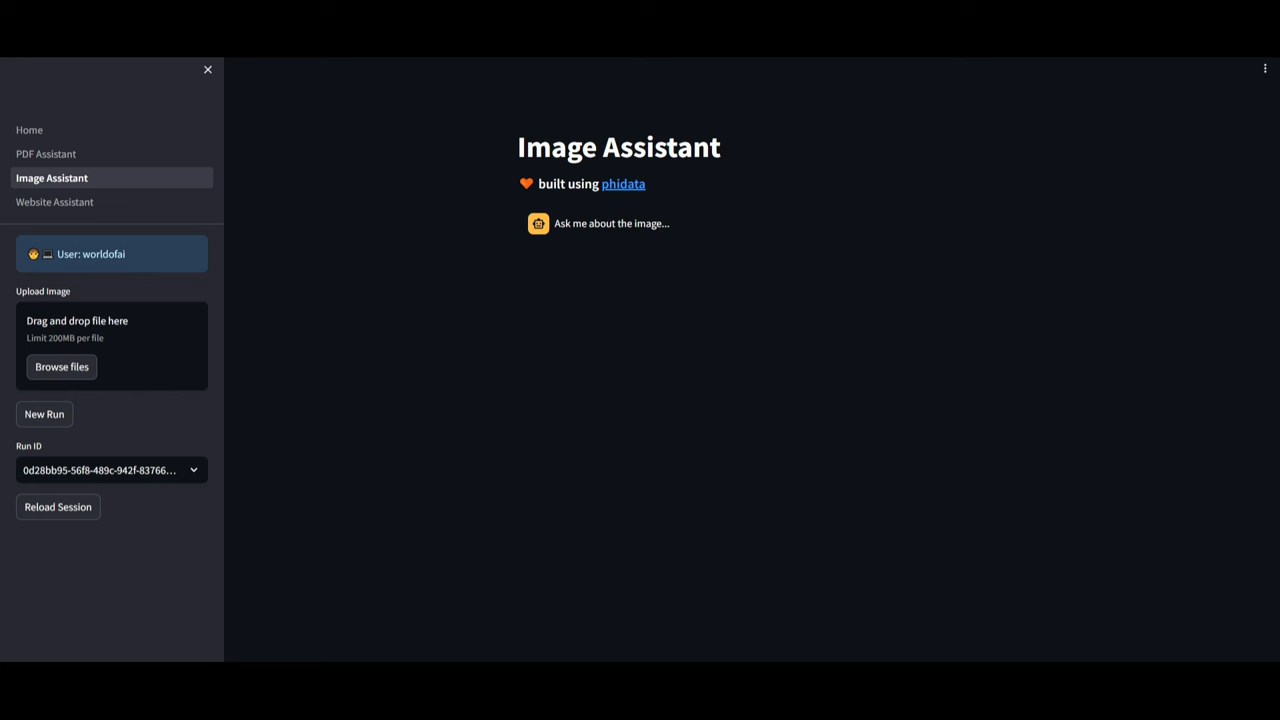 Home
PDF Assistant
Image Assistant
Website Assistant
User: worldofai
Upload Image
Drag and drop file here
Limit 200MB per file
Browse files
New Run
Run ID
0d28bb95-56f8-489c-942f-83766...
Reload Session
Image Assistant
built using phidata
Ask me about the image...